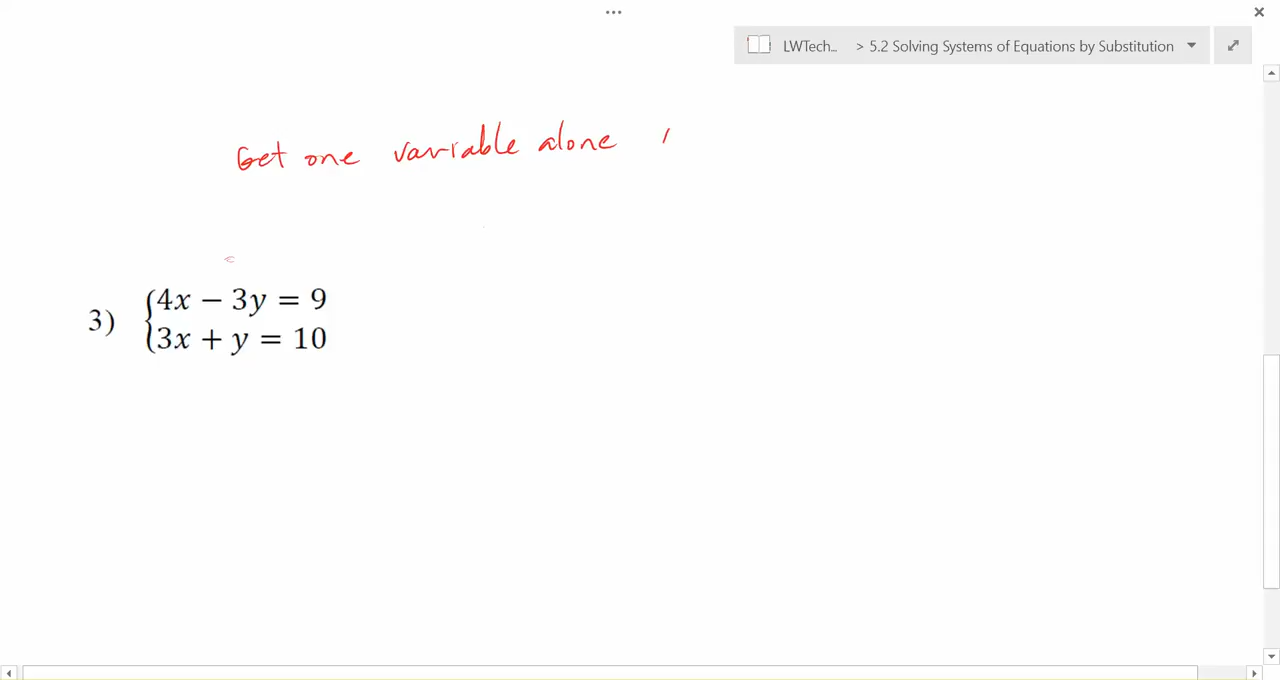 ...
LWTech.. > 5.2 Solving Systems of Equations by Substitution
Get one variable alone
3) {4x − 3y = 9
3x + y = 10